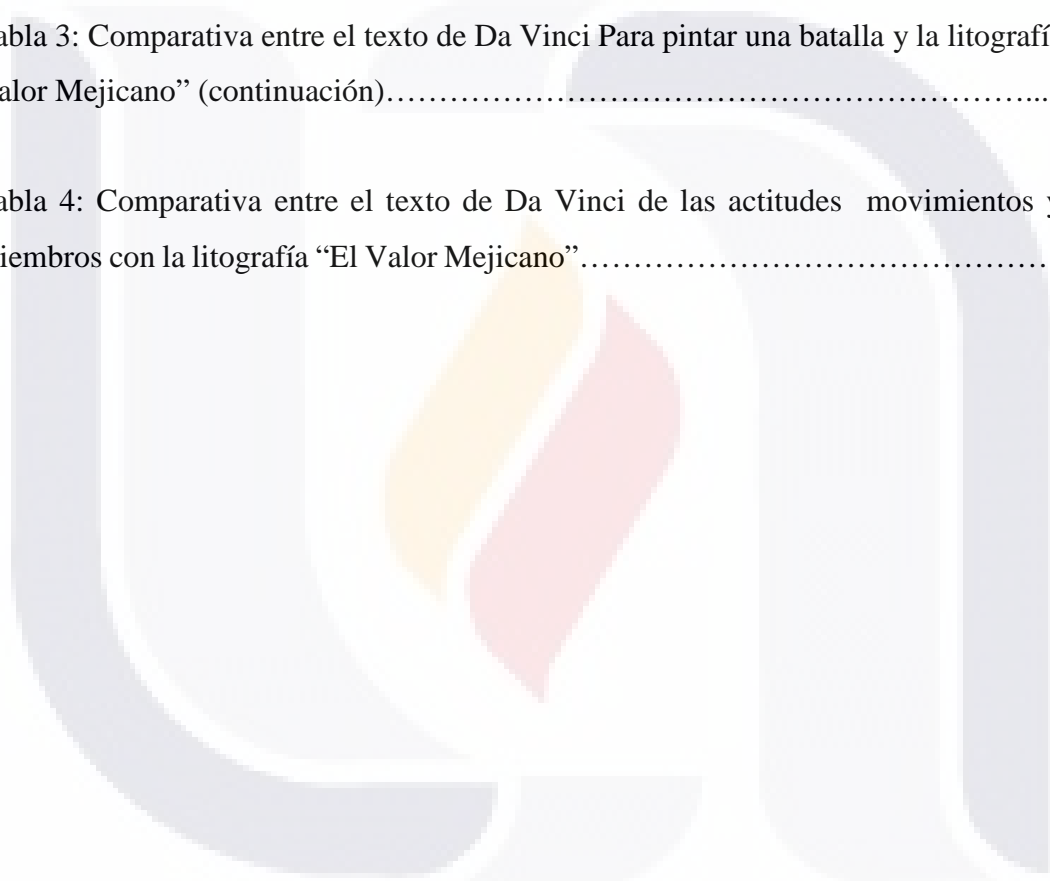 abla 3: Comparativa entre el texto de Da Vinci Para pintar una batalla y la litografí
alor Mejicano” (continuación)…………………………………………………………...
abla 4: Comparativa entre el texto de Da Vinci de las actitudes movimientos y
iembros con la litografía “El Valor Mejicano”……………………………………….